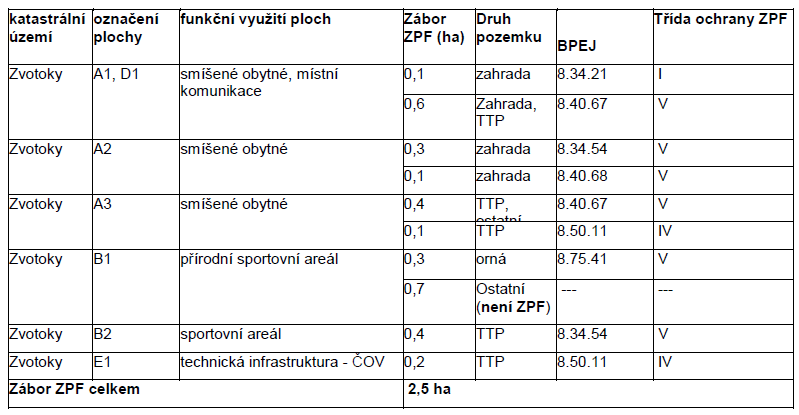 katastrální území | označení plochy | funkční využití ploch | Zábor ZPF (ha) | Druh pozemku | BPEJ | Třída ochrany ZPF
Zvotoky | A1, D1 | smíšené obytné, místní komunikace | 0,1 | zahrada | 8.34.21 | I
0,6 | Zahrada, TTP | 8.40.67 | V
Zvotoky | A2 | smíšené obytné | 0,3 | zahrada | 8.34.54 | V
0,1 | zahrada | 8.40.68 | V
Zvotoky | A3 | smíšené obytné | 0,4 | TTP, ostatní | 8.40.67 | V
0,1 | TTP | 8.50.11 | IV
Zvotoky | B1 | přírodní sportovní areál | 0,3 | orná | 8.75.41 | V
0,7 | Ostatní (není ZPF) | --- | ---
Zvotoky | B2 | sportovní areál | 0,4 | TTP | 8.34.54 | V
Zvotoky | E1 | technická infrastruktura - ČOV | 0,2 | TTP | 8.50.11 | IV
Zábor ZPF celkem | 2,5 ha